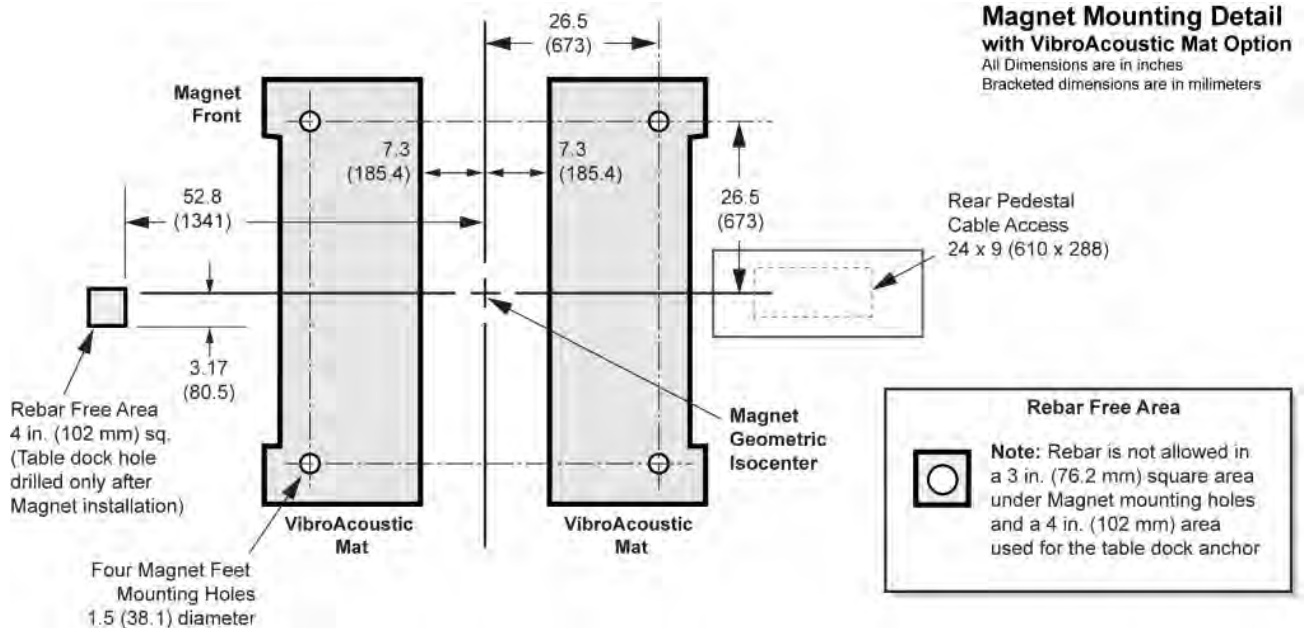 Magnet Mounting Detail
with VibroAcoustic Mat Option
All Dimensions are in inches
Bracketed dimensions are in milimeters
26.5
(673)
Magnet
Front
7.3
(185.4)
7.3
(185.4)
52.8
(1341)
26.5
(673)
Rear Pedestal
Cable Access
24 x 9 (610 x 288)
3.17
(80.5)
Rebar Free Area
4 in. (102 mm) sq.
(Table dock hole
drilled only after
Magnet installation)
Magnet
Geometric
Isocenter
VibroAcoustic
Mat
VibroAcoustic
Mat
Four Magnet Feet
Mounting Holes
1.5 (38.1) diameter
Rebar Free Area
Note: Rebar is not allowed in
a 3 in. (76.2 mm) square area
under Magnet mounting holes
and a 4 in. (102 mm) area
used for the table dock anchor